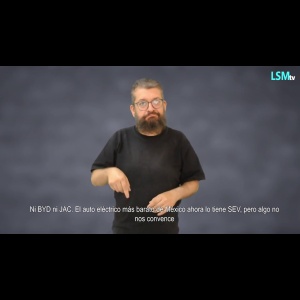 LSMtv
Ni BYD ni JAC. El auto eléctrico más barato de México ahora lo tiene SEV, pero algo no
nos convence